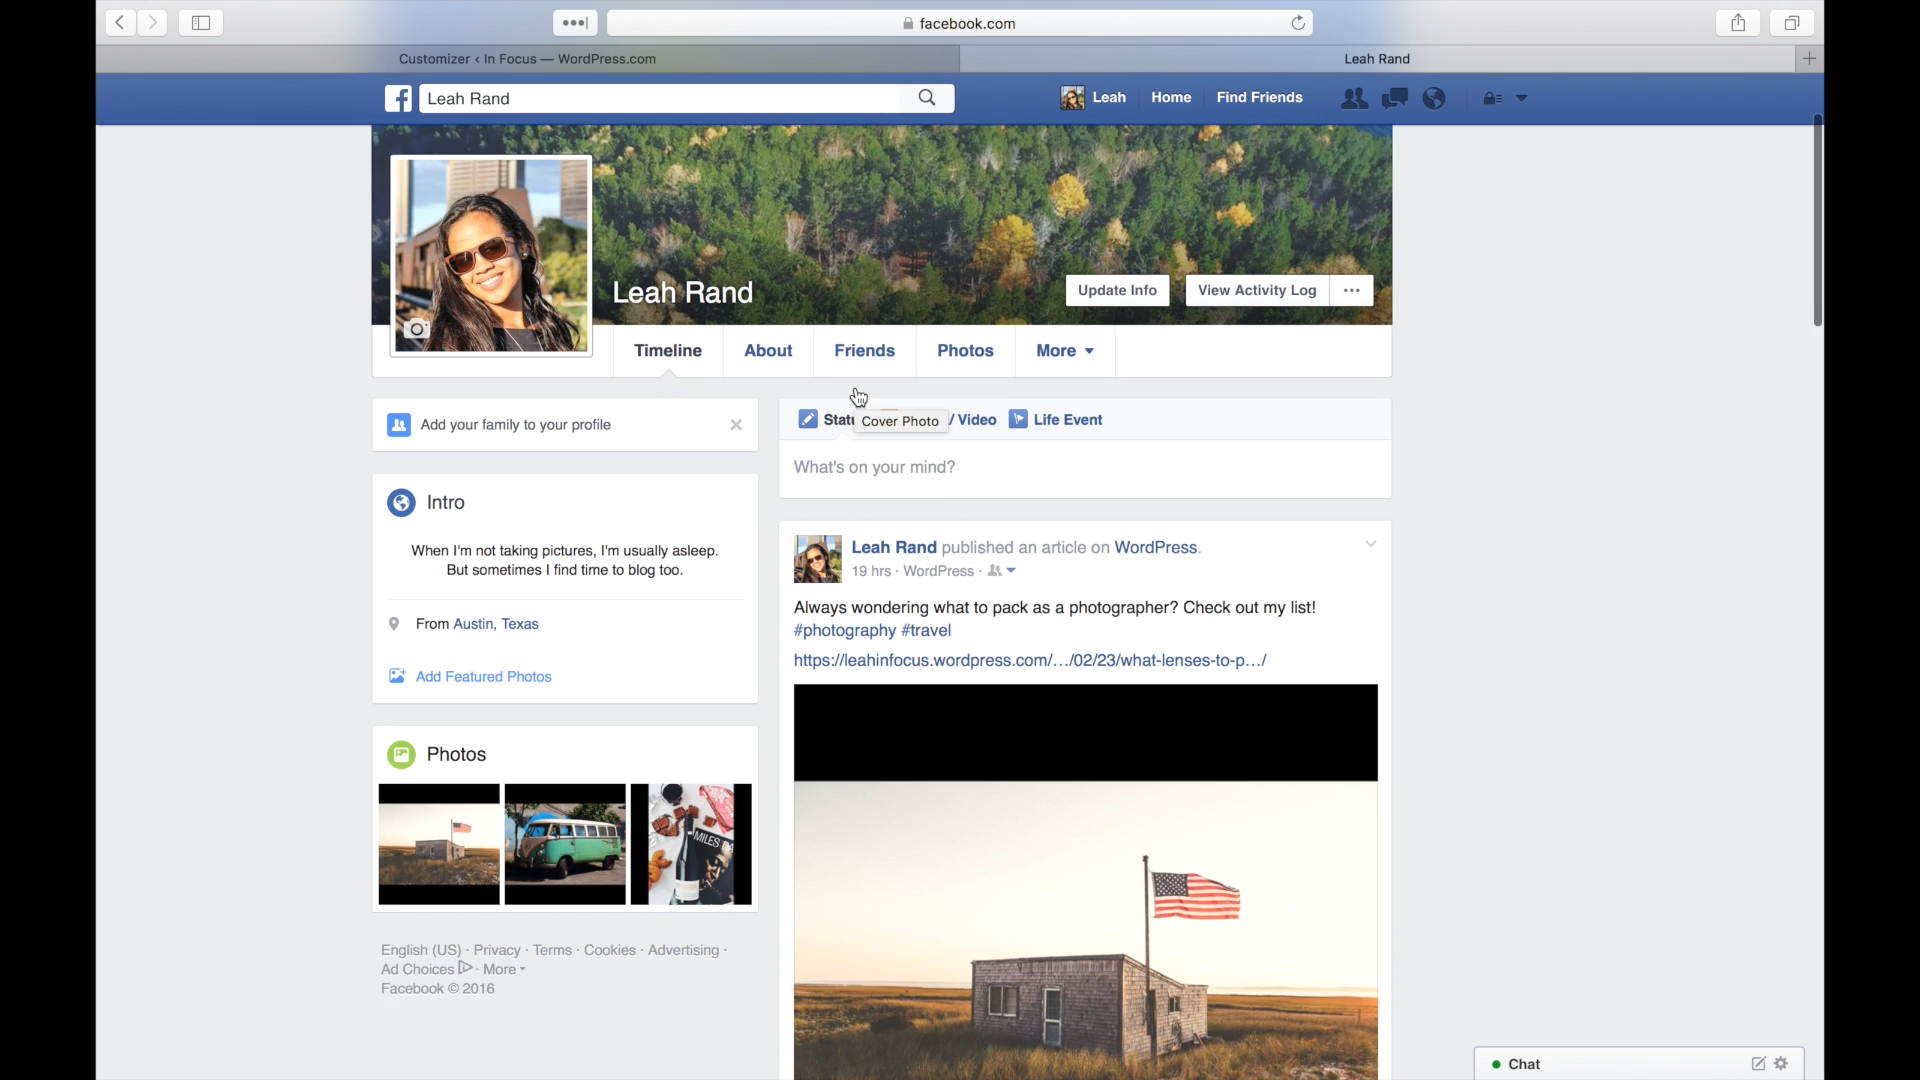 facebook.com
Customizer ‹ In Focus — WordPress.com
Leah Rand
Leah Rand
Leah
Home
Find Friends
Leah Rand
Update Info
View Activity Log
Timeline
About
Friends
Photos
More
Add your family to your profile
Cover Photo
/ Video
Life Event
What's on your mind?
Intro
When I'm not taking pictures, I'm usually asleep.
But sometimes I find time to blog too.
From Austin, Texas
Add Featured Photos
Photos
MILES
English (US) · Privacy · Terms · Cookies · Advertising ·
Ad Choices · More
Facebook © 2016
Leah Rand published an article on WordPress.
19 hrs · WordPress ·
Always wondering what to pack as a photographer? Check out my list!
#photography #travel
https://leahinfocus.wordpress.com/…/02/23/what-lenses-to-p…/
Chat